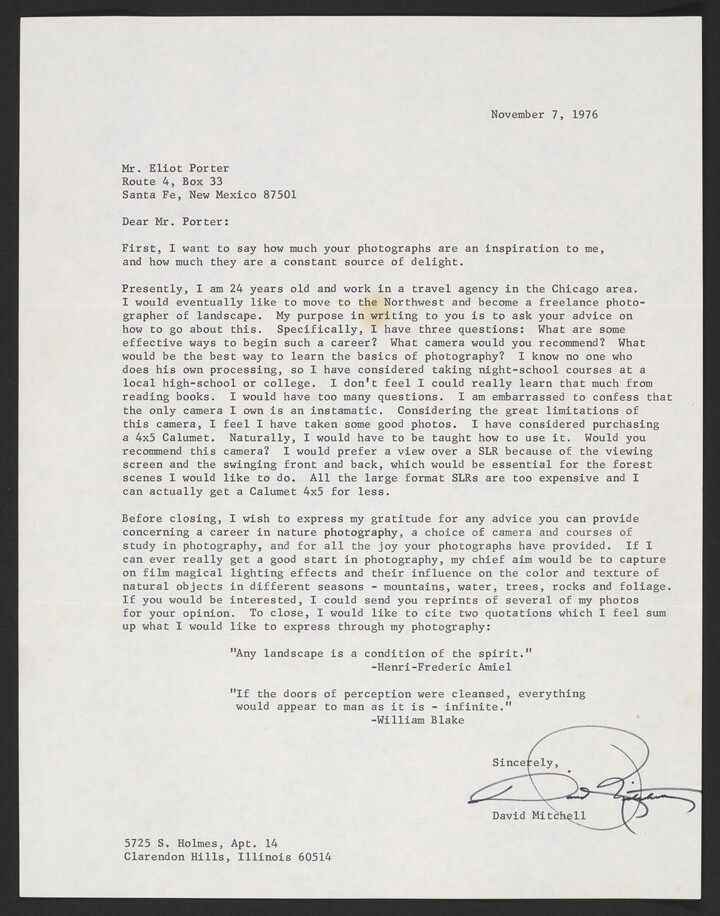 November 7, 1976
Mr. Eliot Porter
Route 4, Box 33
Santa Fe, New Mexico 87501
Dear Mr. Porter:
First, I want to say how much your photographs are an inspiration to me,
and how much they are a constant source of delight.
Presently, I am 24 years old and work in a travel agency in the Chicago area.
I would eventually like to move to the Northwest and become a freelance photo-
grapher of landscape.  My purpose in writing to you is to ask your advice on
how to go about this.  Specifically, I have three questions:  What are some
effective ways to begin such a career?  What camera would you recommend?  What
would be the best way to learn the basics of photography?  I know no one who
does his own processing, so I have considered taking night-school courses at a
local high-school or college.  I don't feel I could really learn that much from
reading books.  I would have too many questions.  I am embarrassed to confess that
the only camera I own is an instamatic.  Considering the great limitations of
this camera, I feel I have taken some good photos.  I have considered purchasing
a 4x5 Calumet.  Naturally, I would have to be taught how to use it.  Would you
recommend this camera?  I would prefer a view over a SLR because of the viewing
screen and the swinging front and back, which would be essential for the forest
scenes I would like to do.  All the large format SLRs are too expensive and I
can actually get a Calumet 4x5 for less.
Before closing, I wish to express my gratitude for any advice you can provide
concerning a career in nature photography, a choice of camera and courses of
study in photography, and for all the joy your photographs have provided.  If I
can ever really get a good start in photography, my chief aim would be to capture
on film magical lighting effects and their influence on the color and texture of
natural objects in different seasons - mountains, water, trees, rocks and foliage.
If you would be interested, I could send you reprints of several of my photos
for your opinion.  To close, I would like to cite two quotations which I feel sum
up what I would like to express through my photography:
"Any landscape is a condition of the spirit."
-Henri-Frederic Amiel
"If the doors of perception were cleansed, everything
would appear to man as it is - infinite."
-William Blake
Sincerely,
David Mitchell
5725 S. Holmes, Apt. 14
Clarendon Hills, Illinois 60514